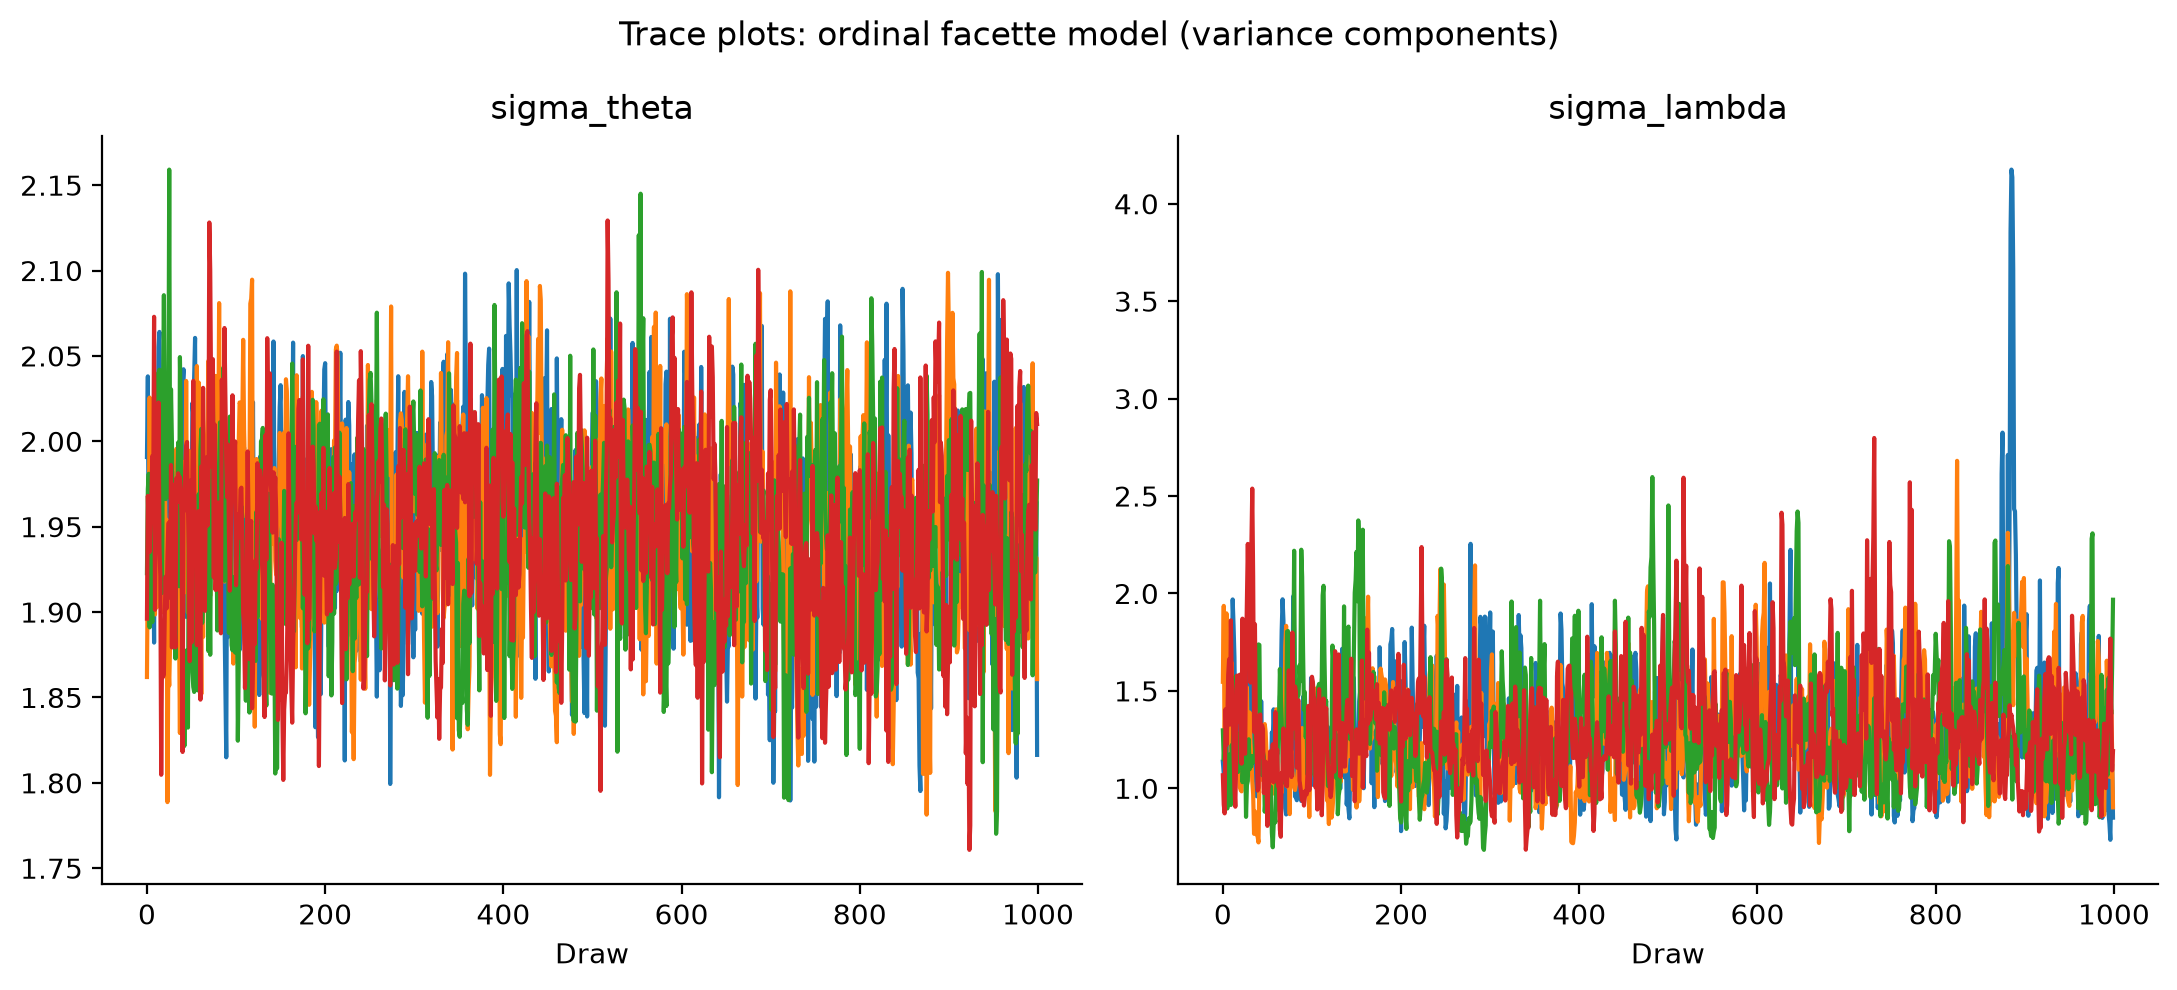 Trace plots: ordinal facette model (variance components)
sigma_theta
2.15
2.10
2.05
2.00
1.95
1.90
1.85
1.80
1.75
0 200 400 600 800 1000
Draw
sigma_lambda
4.0
3.5
3.0
2.5
2.0
1.5
1.0
0 200 400 600 800 1000
Draw